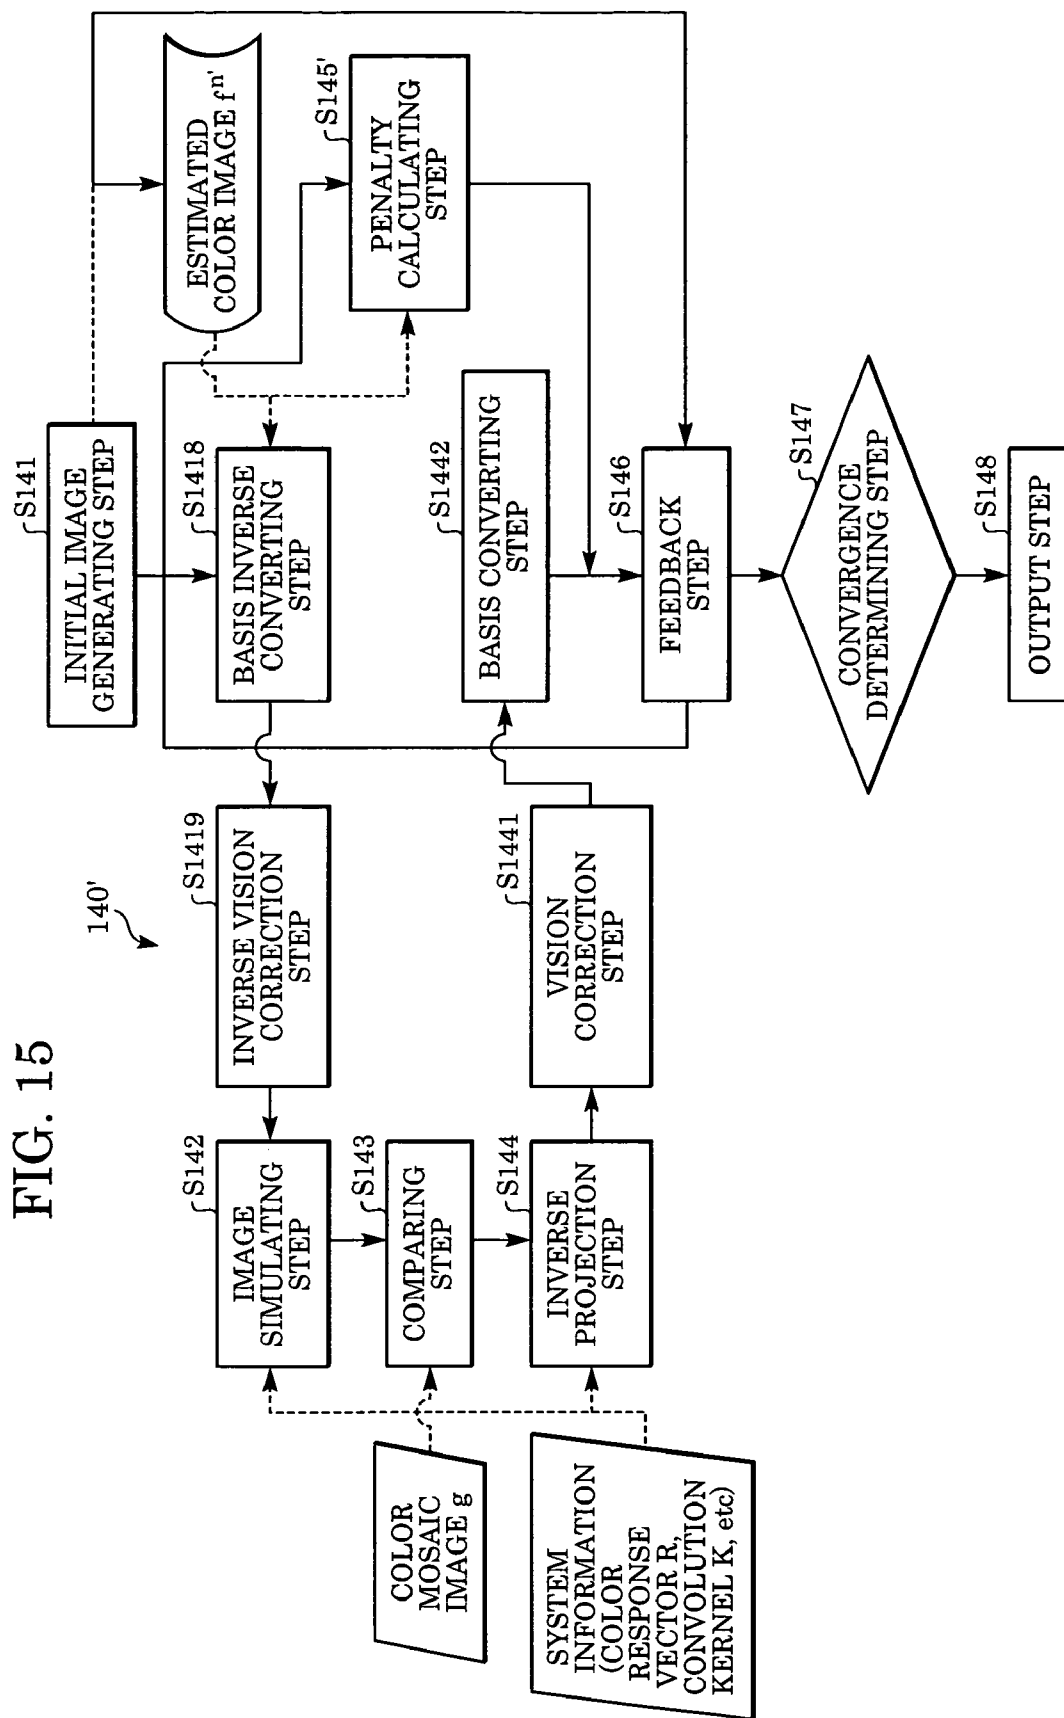 FIG. 15
140'
S141
INITIAL IMAGE
GENERATING STEP
ESTIMATED
COLOR IMAGE fⁿ'
S142
IMAGE
SIMULATING
STEP
S1419
INVERSE VISION
CORRECTION
STEP
S1418
BASIS INVERSE
CONVERTING
STEP
S145'
PENALTY
CALCULATING
STEP
COLOR
MOSAIC
IMAGE g
S143
COMPARING
STEP
SYSTEM
INFORMATION
(COLOR
RESPONSE
VECTOR R,
CONVOLUTION
KERNEL K, etc)
S144
INVERSE
PROJECTION
STEP
S1441
VISION
CORRECTION
STEP
S1442
BASIS CONVERTING
STEP
S146
FEEDBACK
STEP
S147
CONVERGENCE
DETERMINING STEP
S148
OUTPUT STEP